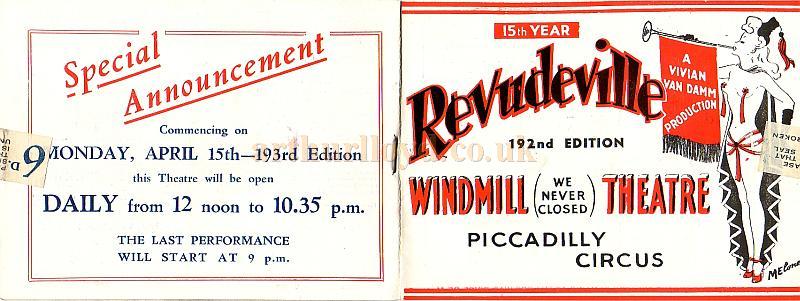 Special
Announcement
Commencing on
MONDAY, APRIL 15th—193rd Edition
this Theatre will be open
DAILY from 12 noon to 10.35 p.m.
THE LAST PERFORMANCE
WILL START AT 9 p.m.
D 9
arthurlloyd.co.uk
15th YEAR
Revudeville
A
VIVIAN
VAN DAMM
PRODUCTION
192nd EDITION
WINDMILL (WE NEVER CLOSED) THEATRE
PICCADILLY
CIRCUS